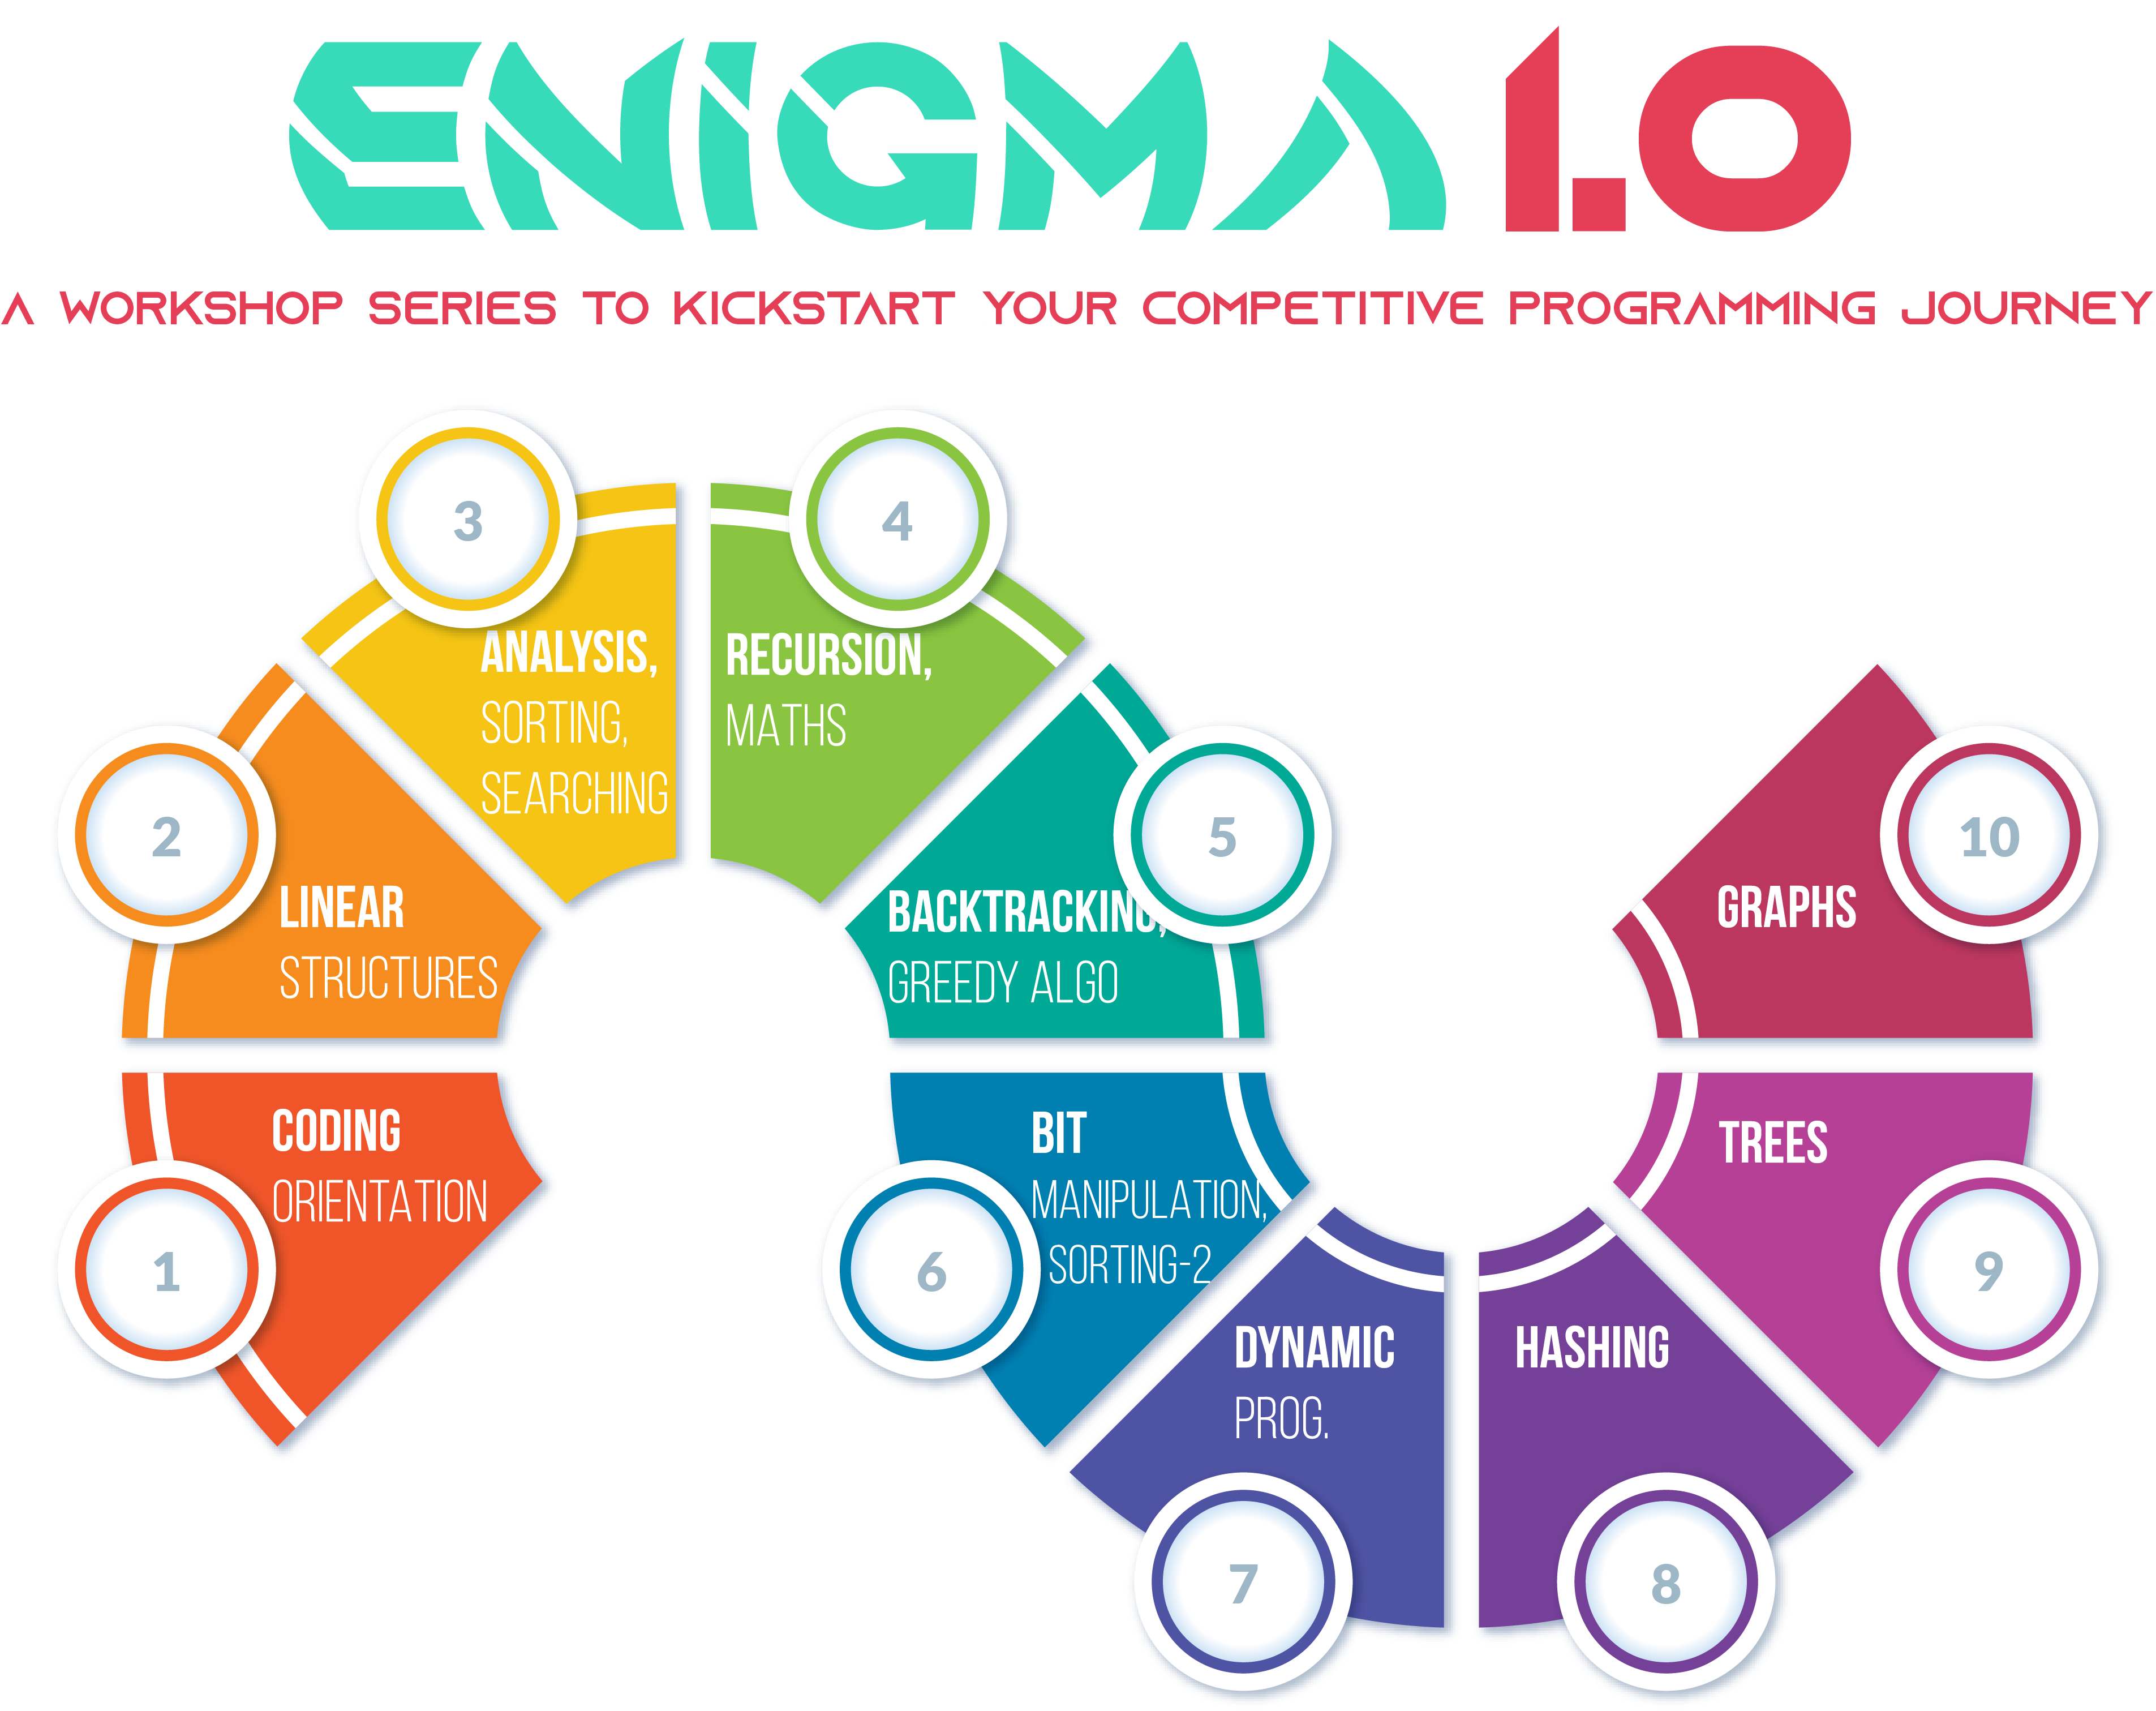 ENIGMA 1.0
A WORKSHOP SERIES TO KICKSTART YOUR COMPETITIVE PROGRAMMING JOURNEY
1
CODING
ORIENTATION
2
LINEAR
STRUCTURES
3
ANALYSIS,
SORTING,
SEARCHING
4
RECURSION,
MATHS
5
BACKTRACKING,
GREEDY ALGO
6
BIT
MANIPULATION,
SORTING-2
7
DYNAMIC
PROG.
8
HASHING
9
TREES
10
GRAPHS